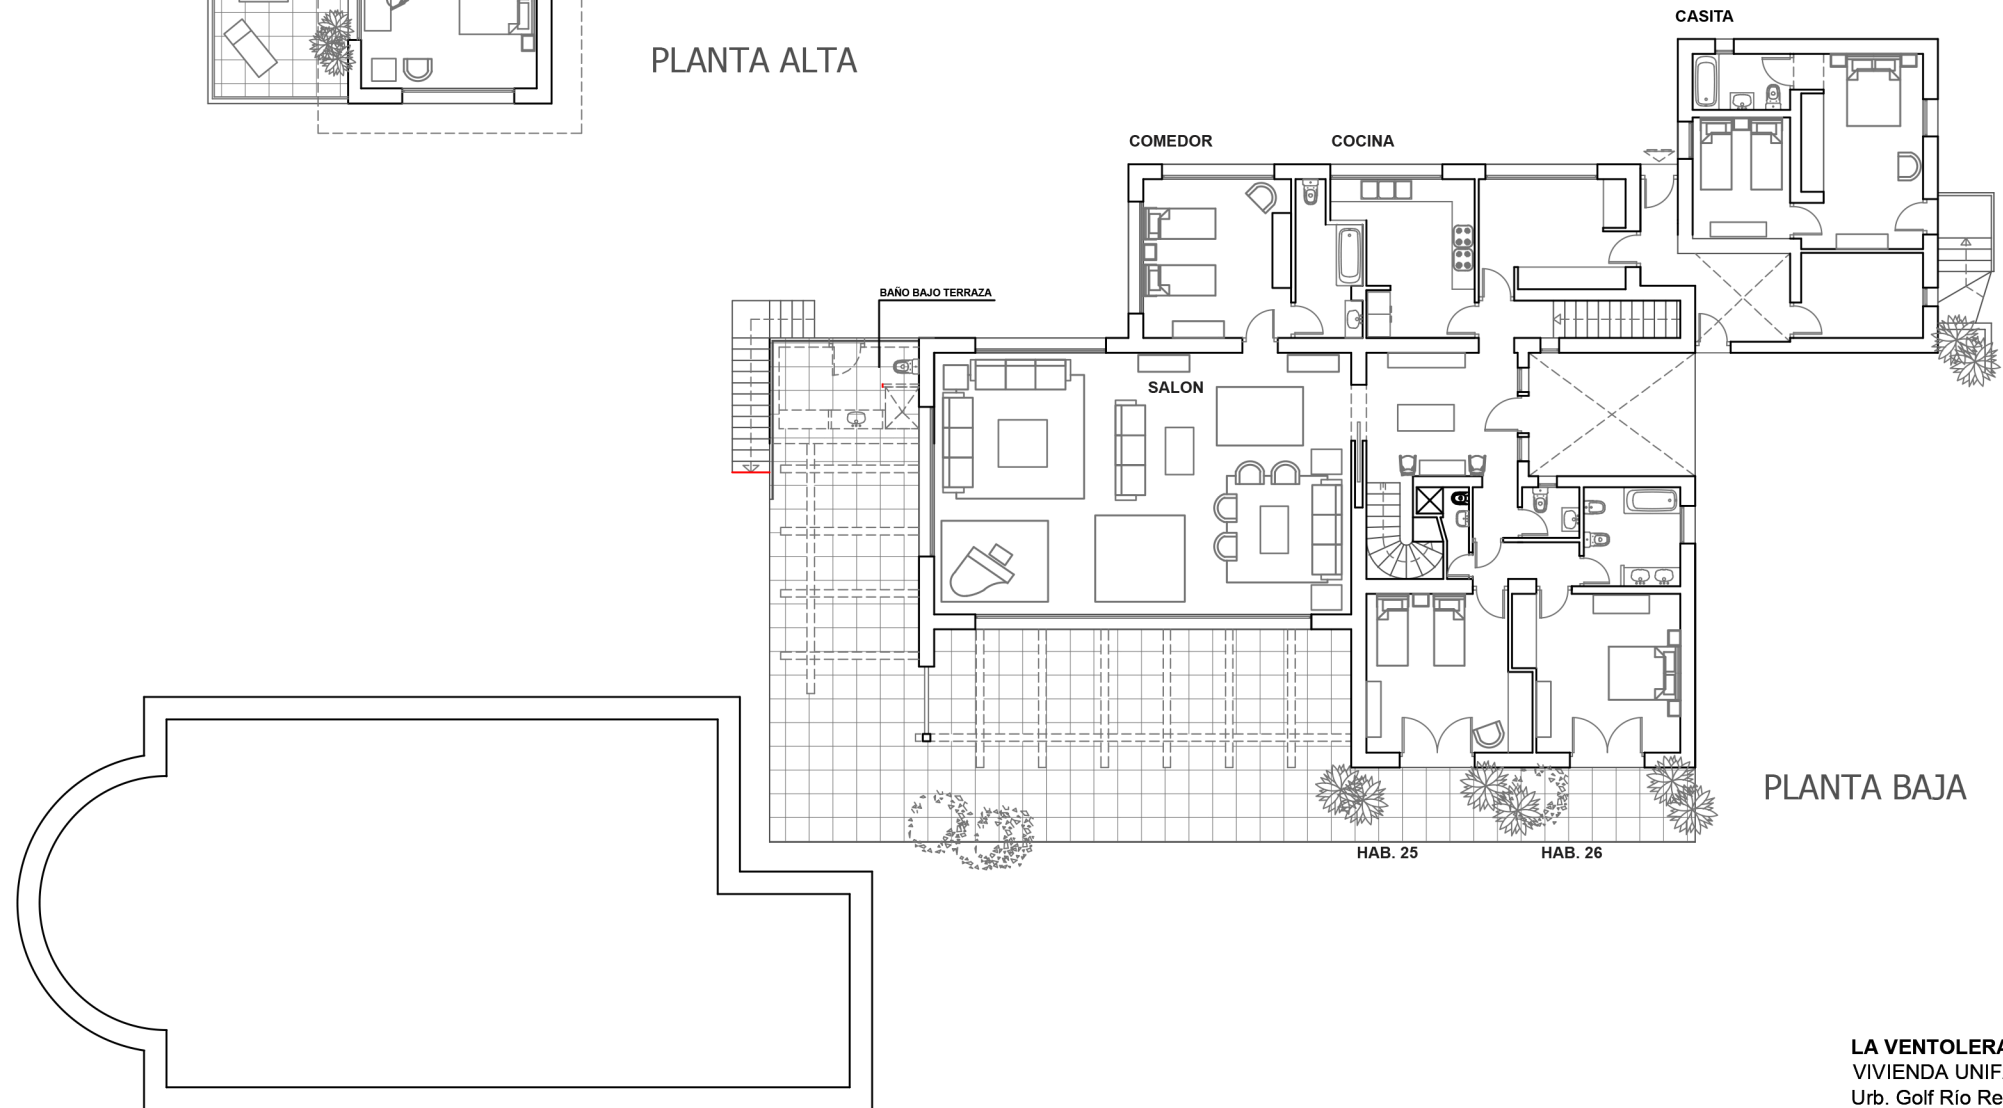 CASITA
PLANTA ALTA
COMEDOR
COCINA
BAÑO BAJO TERRAZA
SALON
PLANTA BAJA
HAB. 25
HAB. 26
LA VENTOLERA
VIVIENDA UNIF
Urb. Golf Río Re